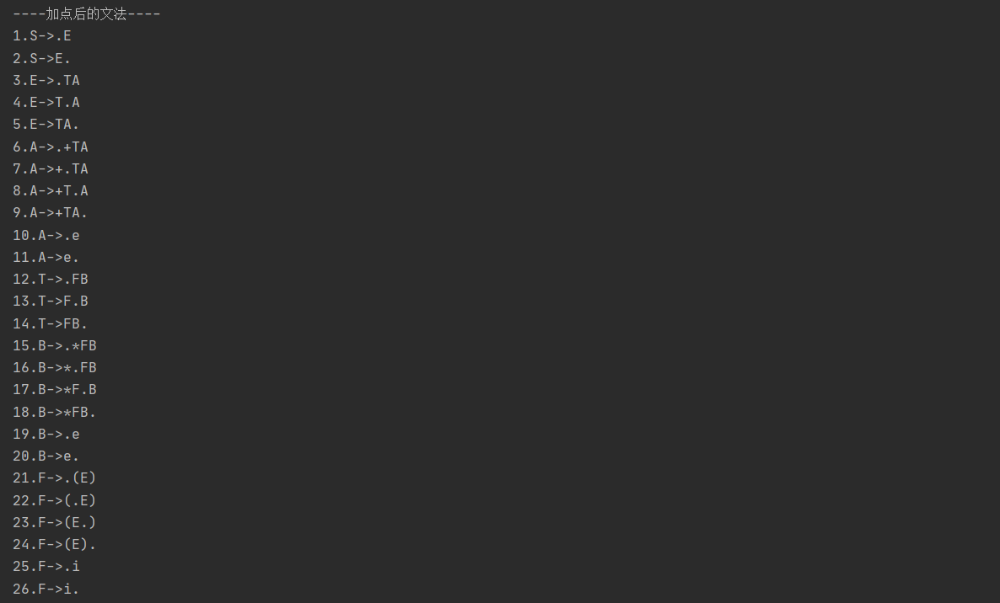 ----加点后的文法----
1.S->.E
2.S->E.
3.E->.TA
4.E->T.A
5.E->TA.
6.A->.+TA
7.A->+.TA
8.A->+T.A
9.A->+TA.
10.A->.e
11.A->e.
12.T->.FB
13.T->F.B
14.T->FB.
15.B->.*FB
16.B->*.FB
17.B->*F.B
18.B->*FB.
19.B->.e
20.B->e.
21.F->.(E)
22.F->(.E)
23.F->(E.)
24.F->(E).
25.F->.i
26.F->i.